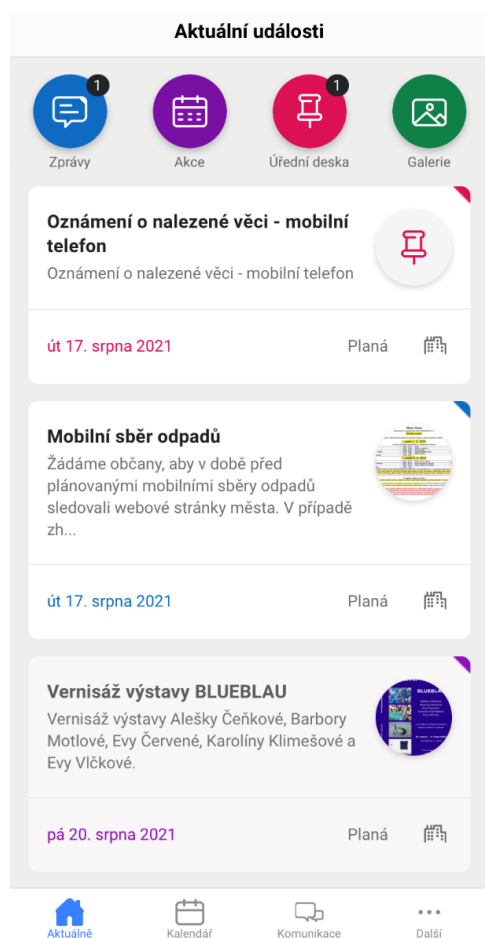 Aktuální události
1
1
Zprávy
Akce
Úřední deska
Galerie
Oznámení o nalezené věci - mobilní
telefon
Oznámení o nalezené věci - mobilní telefon
út 17. srpna 2021
Planá
Mobilní sběr odpadů
Žádáme občany, aby v době před
plánovanými mobilními sběry odpadů
sledovali webové stránky města. V případě
zh...
út 17. srpna 2021
Planá
Vernisáž výstavy BLUEBLAU
Vernisáž výstavy Alešky Čeňkové, Barbory
Motlové, Evy Červené, Karolíny Klimešové a
Evy Vlčkové.
BLUEBL
pá 20. srpna 2021
Planá
Aktuálně
Kalendář
Komunikace
Další